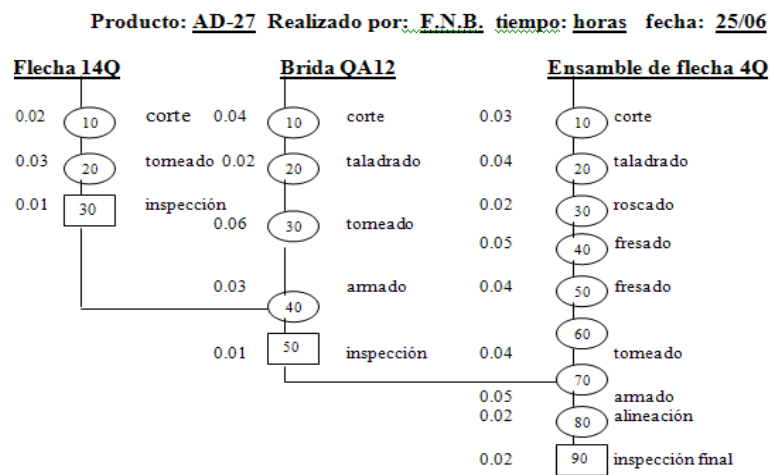 Producto: AD-27 Realizado por: F.N.B. tiempo: horas fecha: 25/06
Flecha 14Q Brida QA12 Ensamble de flecha 4Q
0.02 10 corte 0.04 10 corte 0.03 10 corte
0.03 20 torneado 0.02 20 taladrado 0.04 20 taladrado
0.01 30 inspección 0.06 30 torneado 0.02 30 roscado
0.05 40 fresado
0.03 40 armado 0.04 50 fresado
0.01 50 inspección 0.04 60 torneado
70
0.05 armado
0.02 80 alineación
0.02 90 inspección final